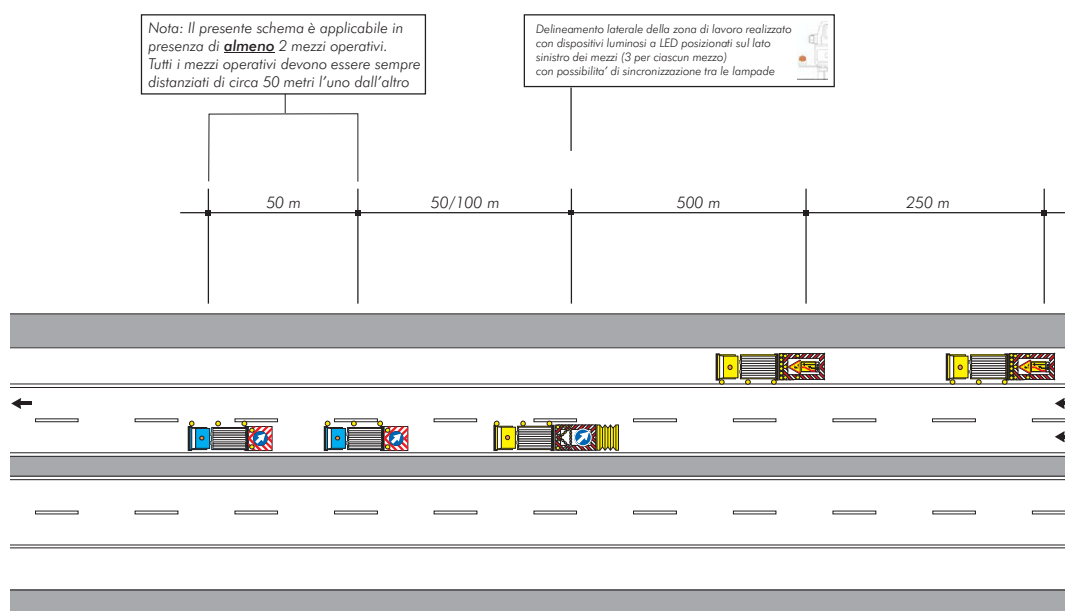 Nota: Il presente schema è applicabile in
presenza di almeno 2 mezzi operativi.
Tutti i mezzi operativi devono essere sempre
distanziati di circa 50 metri l'uno dall'altro
Delineamento laterale della zona di lavoro realizzato
con dispositivi luminosi a LED posizionati sul lato
sinistro dei mezzi (3 per ciascun mezzo)
con possibilita' di sincronizzazione tra le lampade
50 m
50/100 m
500 m
250 m